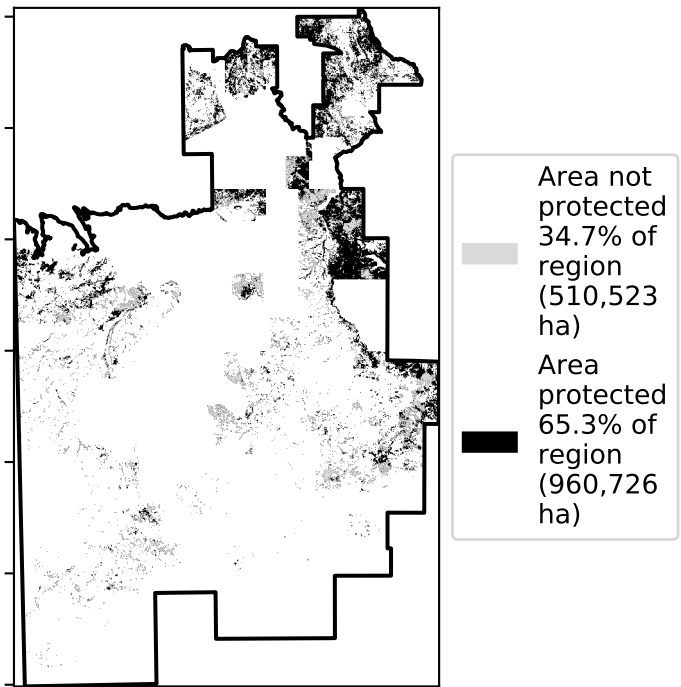 Area not
protected
34.7% of
region
(510,523
ha)
Area
protected
65.3% of
region
(960,726
ha)